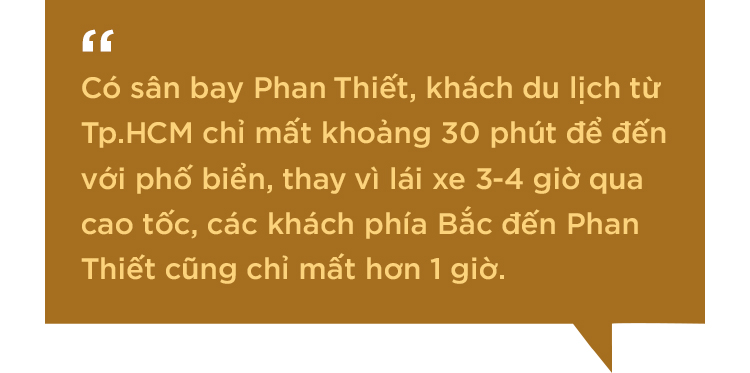 “
Có sân bay Phan Thiết, khách du lịch từ
Tp.HCM chỉ mất khoảng 30 phút để đến
với phố biển, thay vì lái xe 3-4 giờ qua
cao tốc, các khách phía Bắc đến Phan
Thiết cũng chỉ mất hơn 1 giờ.